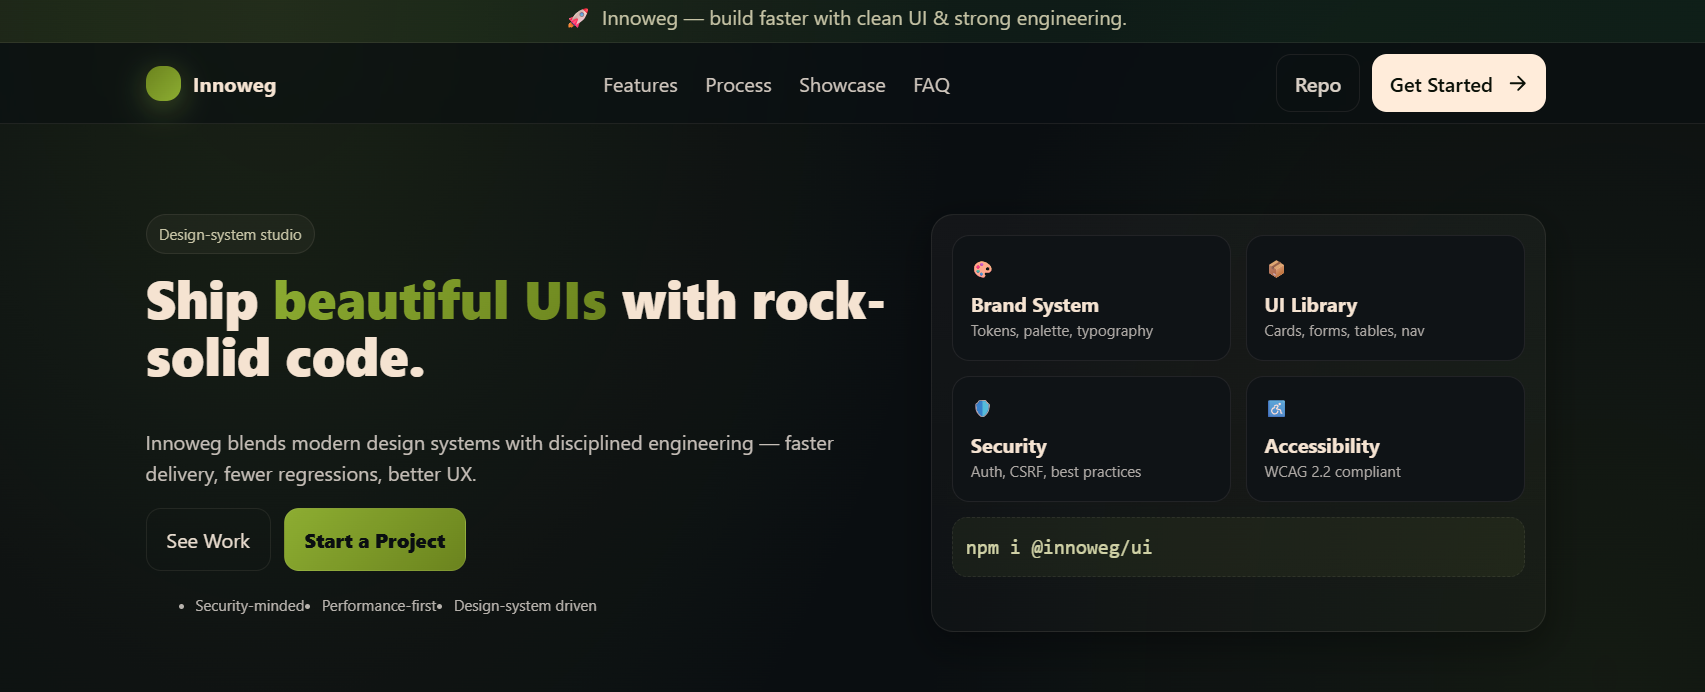 🚀 Innoweg — build faster with clean UI & strong engineering.
Innoweg
Features Process Showcase FAQ
Repo
Get Started →
Design-system studio
Ship beautiful UIs with rock-
solid code.
Innoweg blends modern design systems with disciplined engineering — faster
delivery, fewer regressions, better UX.
See Work
Start a Project
• Security-minded• Performance-first• Design-system driven
🎨
Brand System
Tokens, palette, typography
📦
UI Library
Cards, forms, tables, nav
🛡️
Security
Auth, CSRF, best practices
♿
Accessibility
WCAG 2.2 compliant
npm i @innoweg/ui